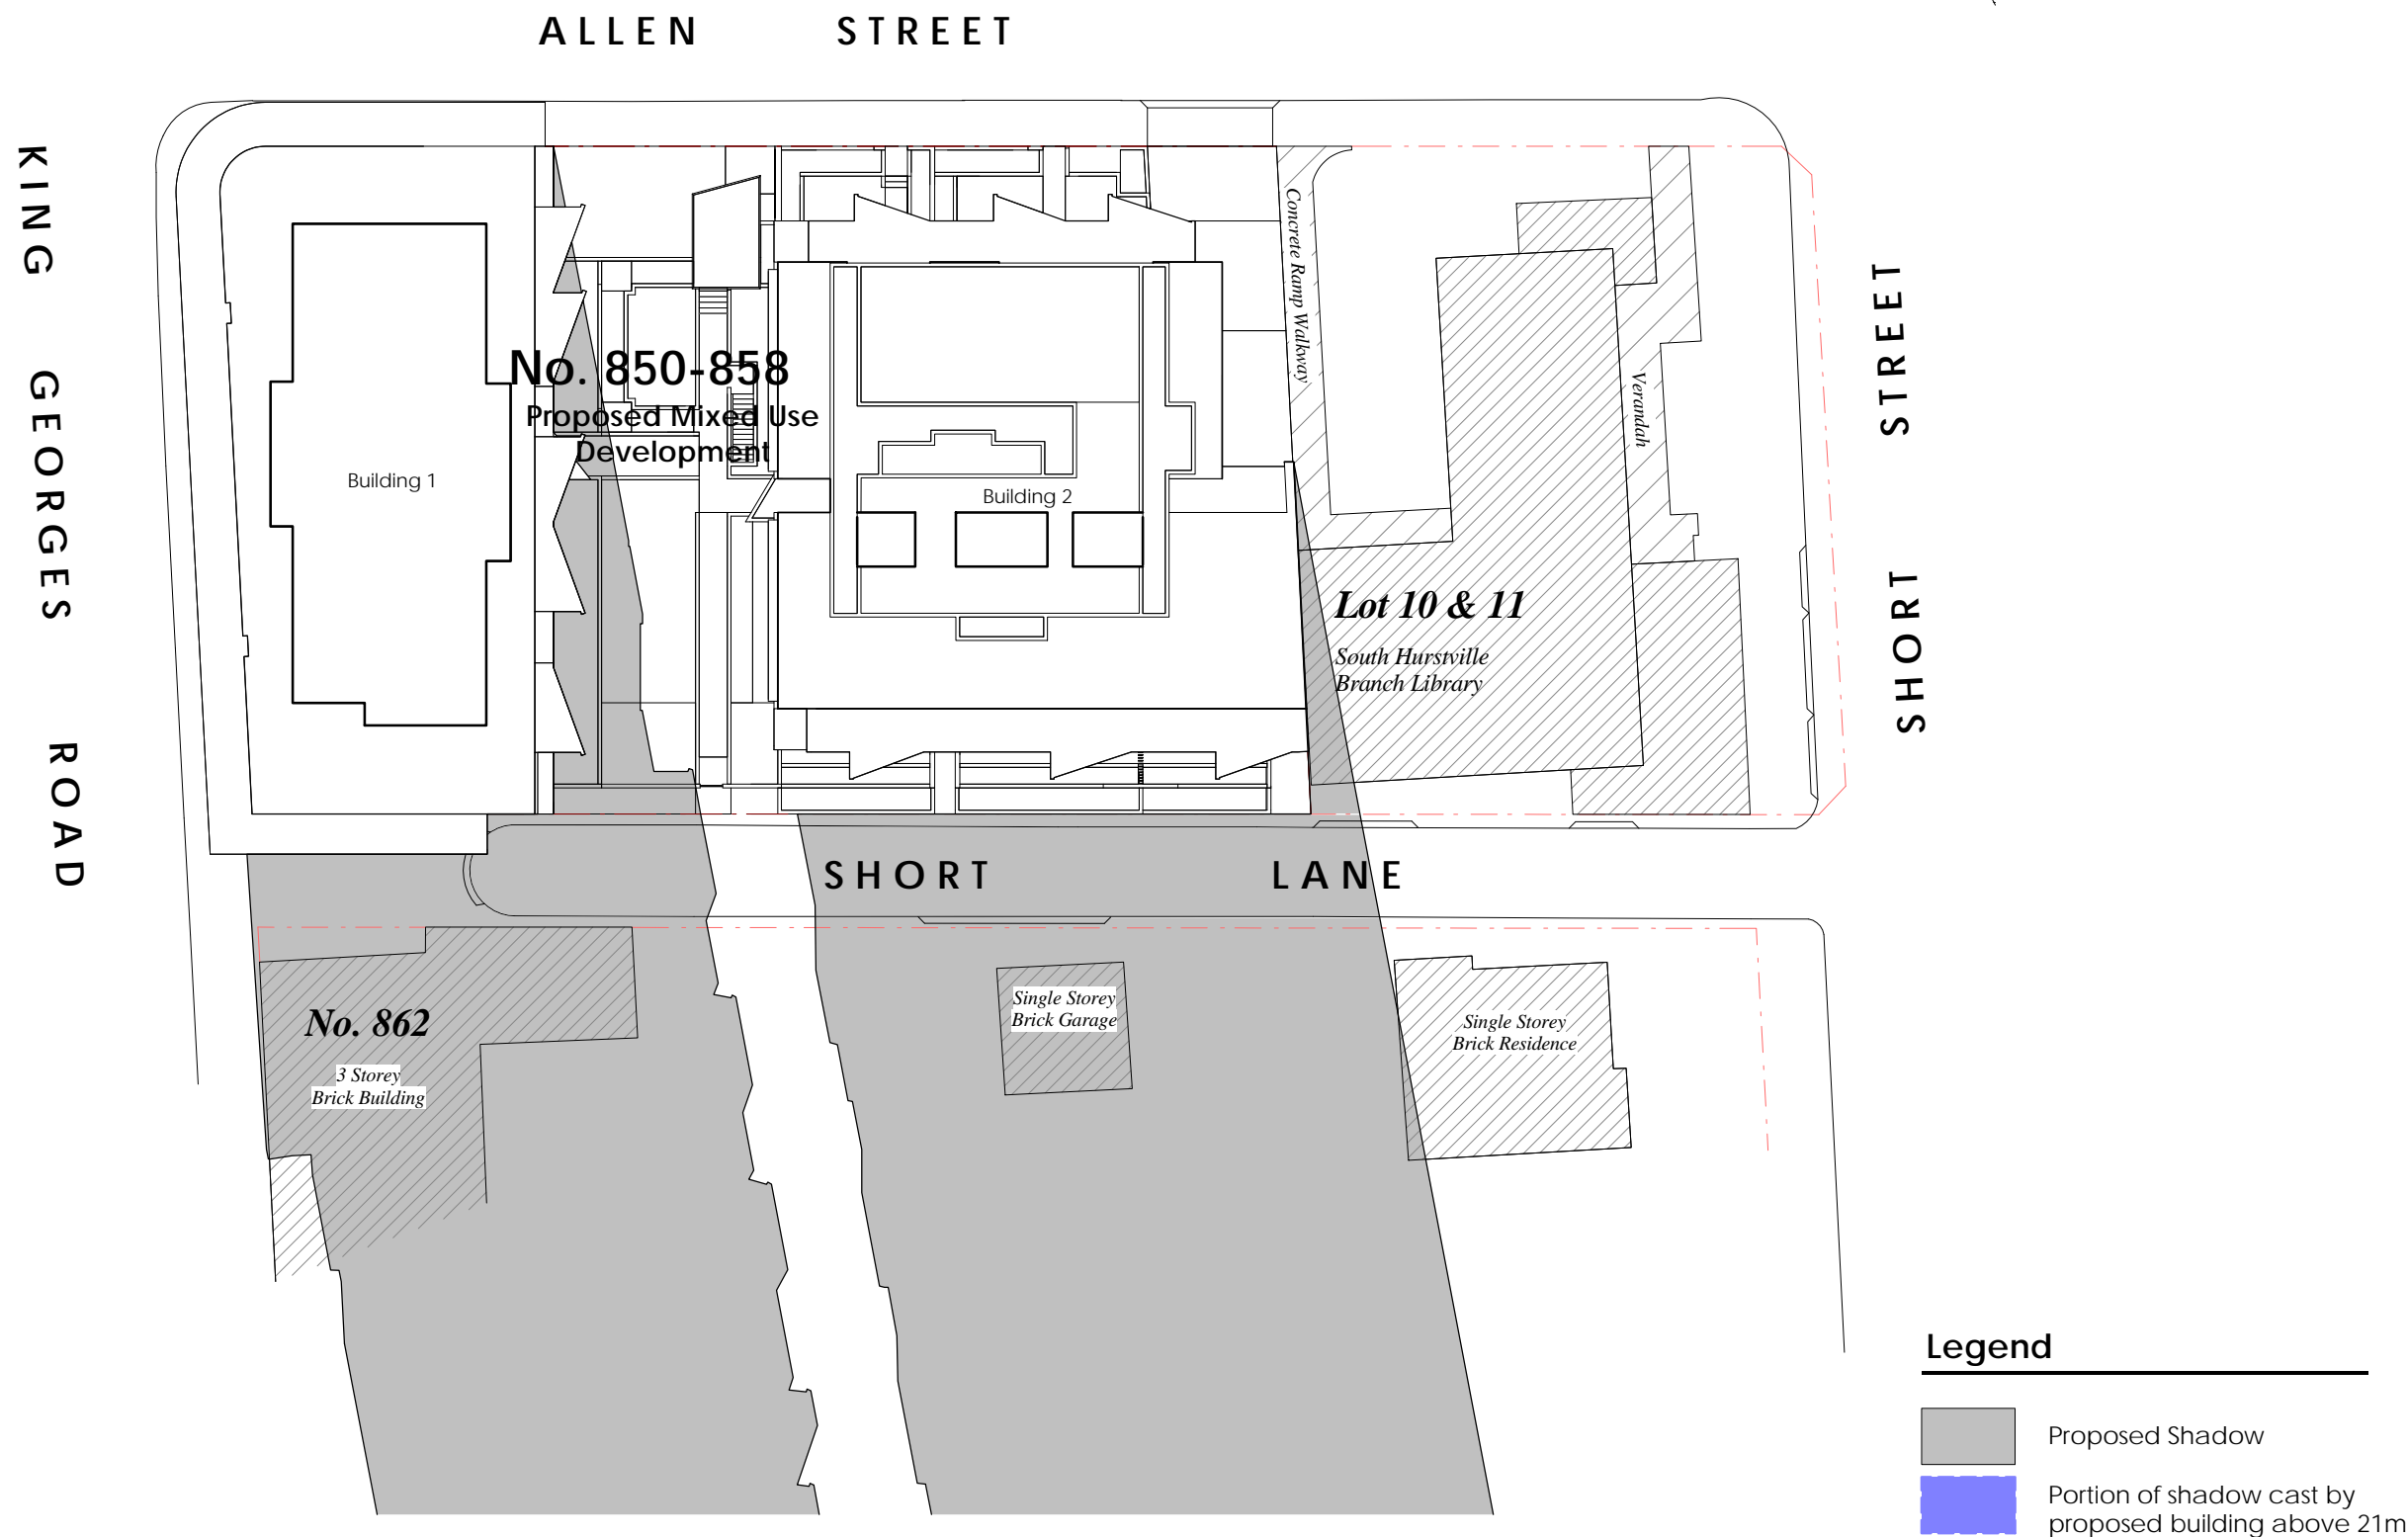 ALLEN STREET
KING GEORGES ROAD
Concrete Ramp Walkway
Verandah
STREET
SHORT
No. 850-858
Proposed Mixed Use
Development
Building 1
Building 2
Lot 10 & 11
South Hurstville
Branch Library
SHORT LANE
No. 862
3 Storey
Brick Building
Single Storey
Brick Garage
Single Storey
Brick Residence
Legend
Proposed Shadow
Portion of shadow cast by
proposed building above 21m